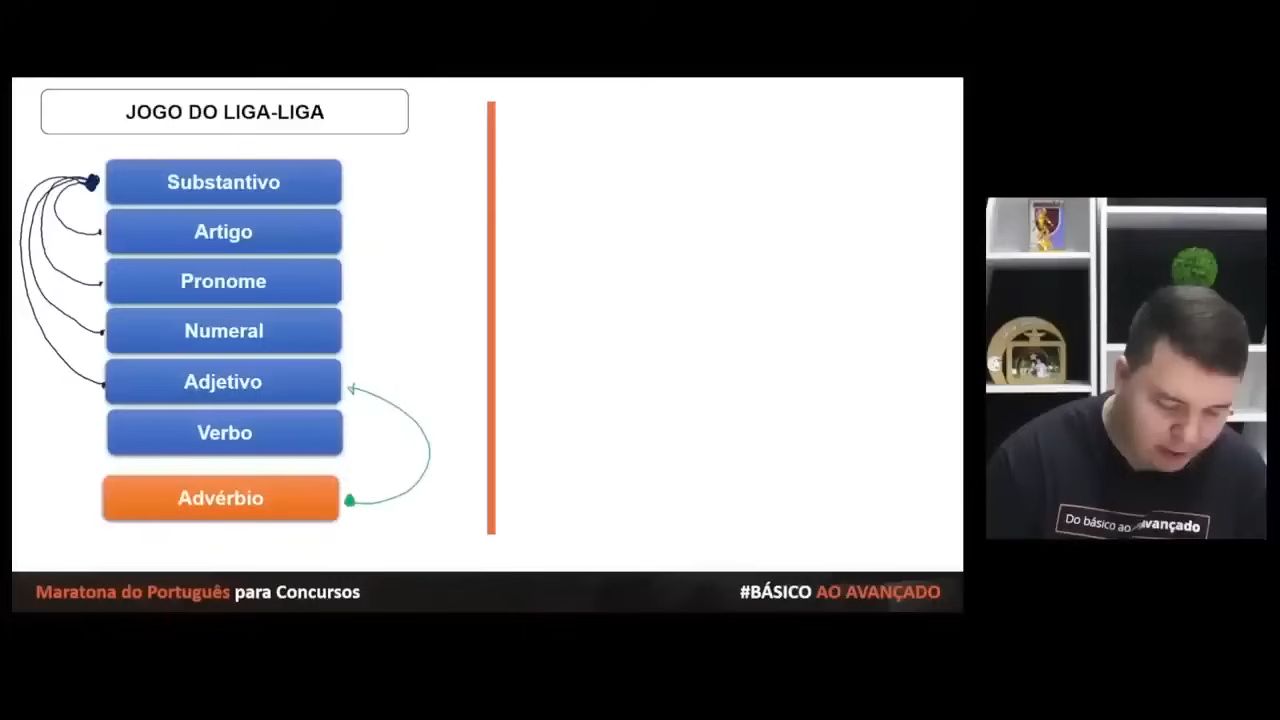 JOGO DO LIGA-LIGA
Substantivo
Artigo
Pronome
Numeral
Adjetivo
Verbo
Advérbio
Maratona do Português para Concursos
#BÁSICO AO AVANÇADO
Do básico ao avançado